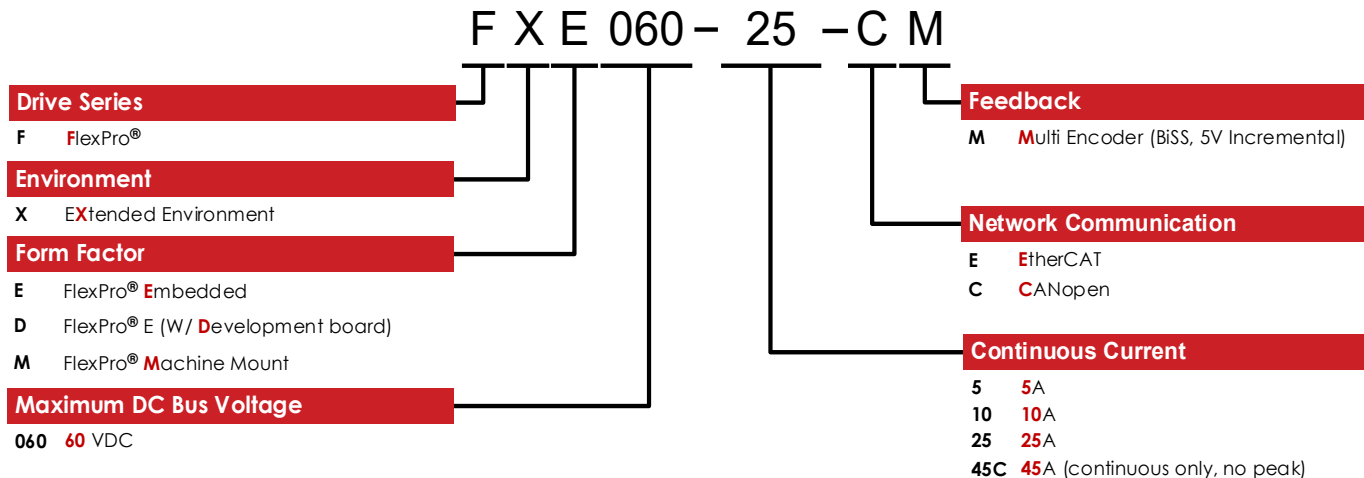 F X E 060 – 25 – C M
Drive Series
F FlexPro®
Environment
X EXtended Environment
Form Factor
E FlexPro® Embedded
D FlexPro® E (W/ Development board)
M FlexPro® Machine Mount
Maximum DC Bus Voltage
060 60 VDC
Feedback
M Multi Encoder (BiSS, 5V Incremental)
Network Communication
E EtherCAT
C CANopen
Continuous Current
5 5A
10 10A
25 25A
45C 45A (continuous only, no peak)